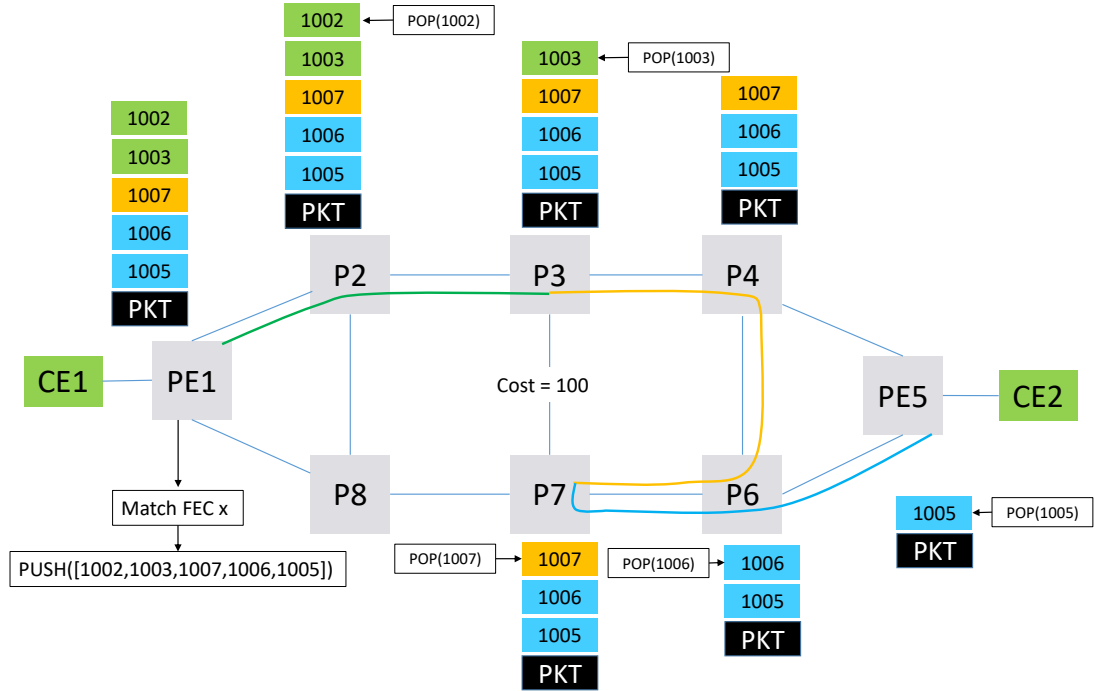 1002
POP(1002)
1003
1007
1006
1005
PKT
1003
POP(1003)
1007
1006
1005
PKT
1007
1006
1005
PKT
1002
1003
1007
1006
1005
PKT
P2
P3
P4
CE1
PE1
Cost = 100
PE5
CE2
P8
P7
P6
Match FEC x
PUSH([1002,1003,1007,1006,1005])
POP(1007)
1007
1006
1005
PKT
POP(1006)
1006
1005
PKT
1005
POP(1005)
PKT